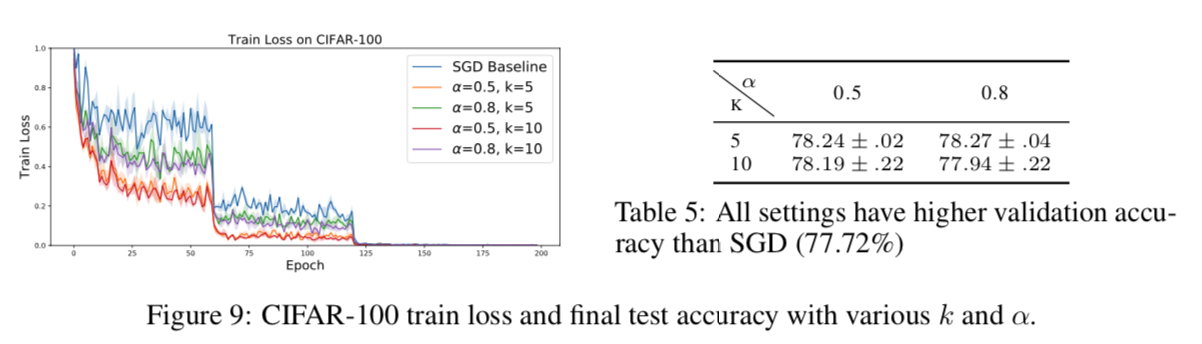 Train Loss on CIFAR-100
Train Loss
1.0
0.8
0.6
0.4
0.2
0.0
SGD Baseline
α=0.5, k=5
α=0.8, k=5
α=0.5, k=10
α=0.8, k=10
0 25 50 75 100 125 150 175 200
Epoch
α
K
0.5 0.8
5 78.24 ± .02 78.27 ± .04
10 78.19 ± .22 77.94 ± .22
Table 5: All settings have higher validation accu-
racy than SGD (77.72%)
Figure 9: CIFAR-100 train loss and final test accuracy with various k and α.